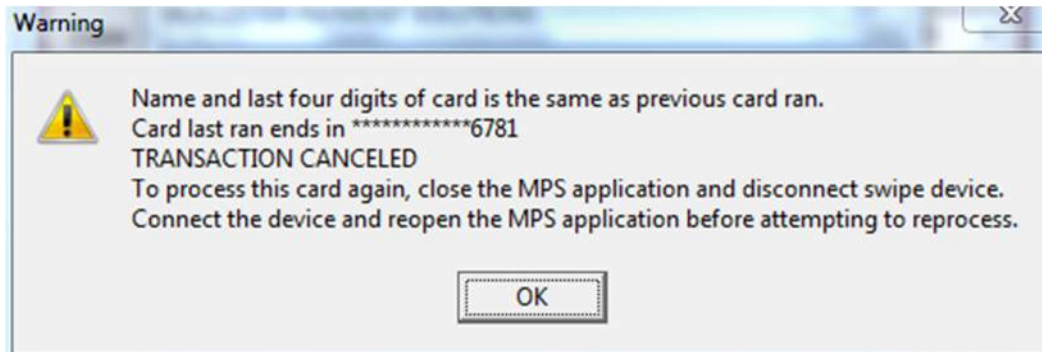 Warning
Name and last four digits of card is the same as previous card ran.
Card last ran ends in ************6781
TRANSACTION CANCELED
To process this card again, close the MPS application and disconnect swipe device.
Connect the device and reopen the MPS application before attempting to reprocess.
OK